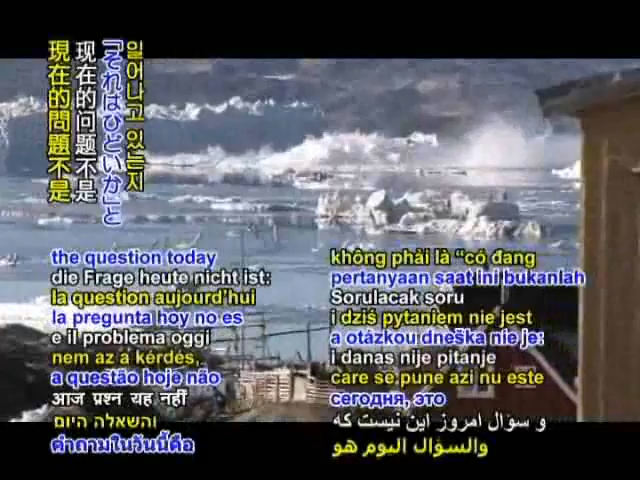 現在的問題不是
现在的问题不是
「それはひどいか」と
일어나고 있는지
the question today
die Frage heute nicht ist:
la question aujourd'hui
la pregunta hoy no es
e il problema oggi
nem az a kérdés,
a questão hoje não
आज प्रश्न यह नहीं
והשאלה היום
คำถามในวันนี้คือ
không phải là “có đang
pertanyaan saat ini bukanlah
Sorulacak soru
i dziś pytaniem nie jest
a otázkou dneška nie je:
i danas nije pitanje
care se pune azi nu este
сегодня, это
و سؤال امروز این نیست که
والسؤال اليوم هو